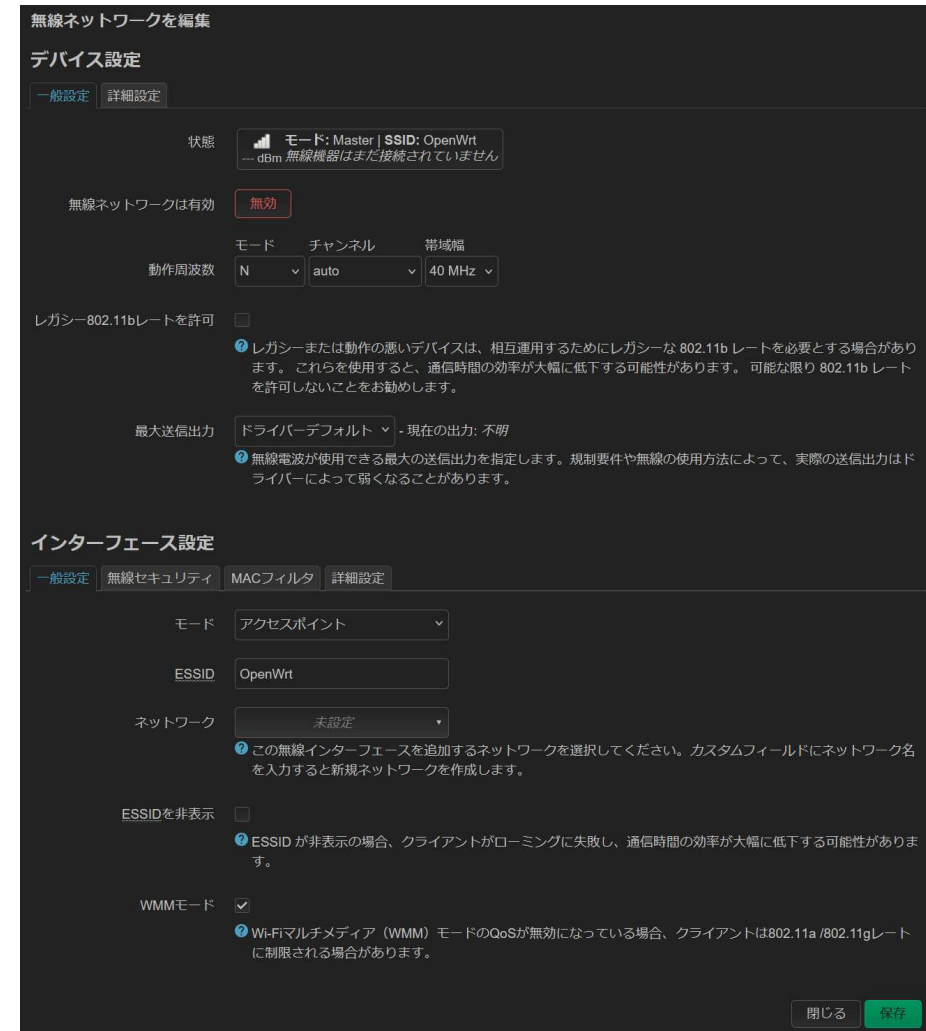 無線ネットワークを編集
デバイス設定
一般設定 詳細設定
状態 モード: Master | SSID: OpenWrt
--- dBm 無線機器はまだ接続されていません
無線ネットワークは有効 無効
モード チャンネル 帯域幅
動作周波数 N auto 40 MHz
レガシー802.11bレートを許可
レガシーまたは動作の悪いデバイスは、相互運用するためにレガシーな 802.11b レートを必要とする場合があり
ます。 これらを使用すると、通信時間の効率が大幅に低下する可能性があります。 可能な限り 802.11b レート
を許可しないことをお勧めします。
最大送信出力 ドライバーデフォルト - 現在の出力: 不明
無線電波が使用できる最大の送信出力を指定します。規制要件や無線の使用方法によって、実際の送信出力はド
ライバーによって弱くなることがあります。
インターフェース設定
一般設定 無線セキュリティ MACフィルタ 詳細設定
モード アクセスポイント
ESSID OpenWrt
ネットワーク 未設定
この無線インターフェースを追加するネットワークを選択してください。カスタムフィールドにネットワーク名
を入力すると新規ネットワークを作成します。
ESSIDを非表示
ESSID が非表示の場合、クライアントがローミングに失敗し、通信時間の効率が大幅に低下する可能性がありま
す。
WMMモード
Wi-Fiマルチメディア（WMM）モードのQoSが無効になっている場合、クライアントは802.11a /802.11gレート
に制限される場合があります。
閉じる 保存